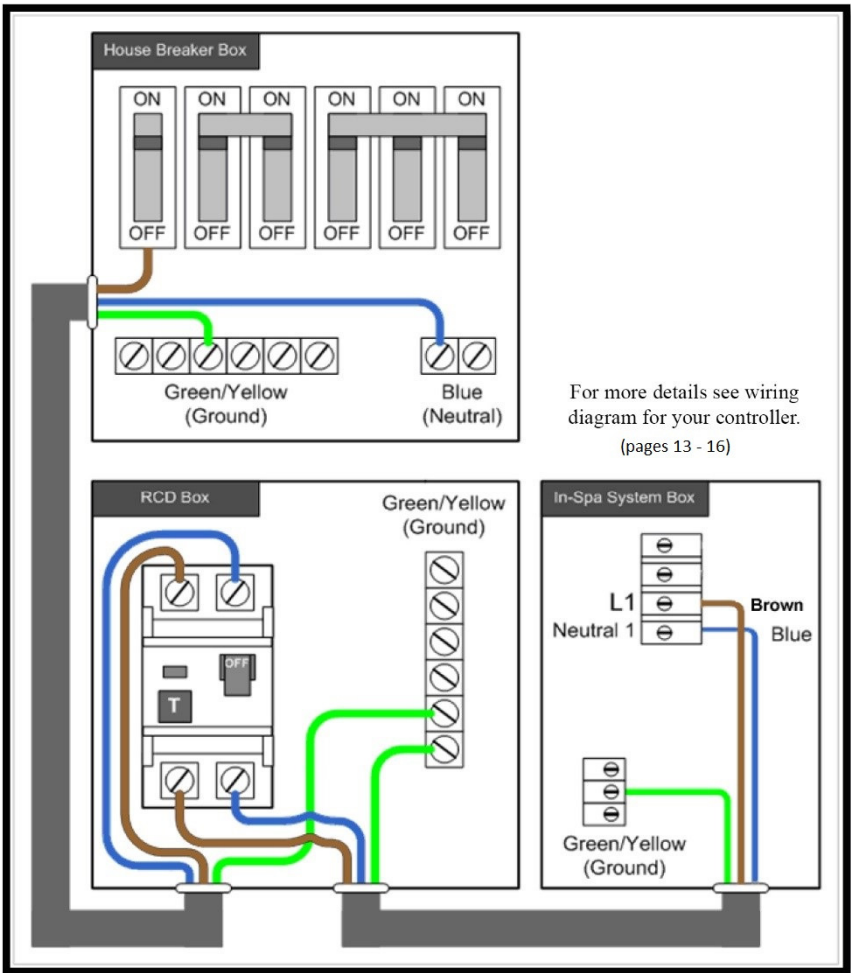 House Breaker Box
ON ON ON ON ON ON
OFF OFF OFF OFF OFF OFF
Green/Yellow
(Ground)
Blue
(Neutral)
For more details see wiring
diagram for your controller.
(pages 13 - 16)
RCD Box
Green/Yellow
(Ground)
OFF
T
In-Spa System Box
L1
Brown
Neutral 1
Blue
Green/Yellow
(Ground)